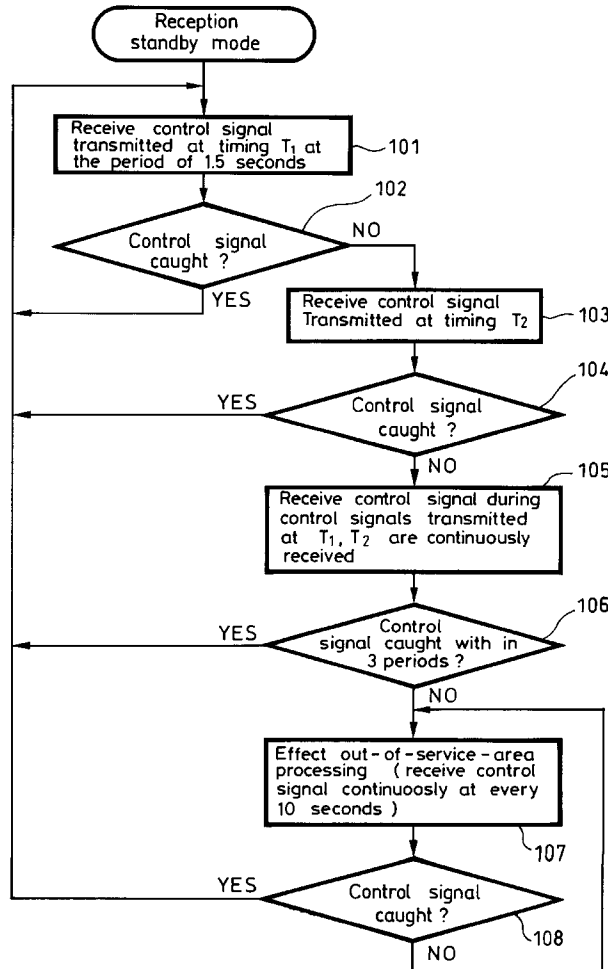 Reception
standby mode
Receive control signal
transmitted at timing T₁ at
the period of 1.5 seconds
101
102
Control signal
caught ?
NO
YES
Receive control signal
Transmitted at timing T₂
103
104
Control signal
caught ?
YES
NO
105
Receive control signal during
control signals transmitted
at T₁, T₂ are continuously
received
106
Control
signal caught with in
3 periods ?
YES
NO
Effect out-of-service-area
processing ( receive control
signal continuoosly at every
10 seconds )
107
Control signal
caught ?
YES
108
NO